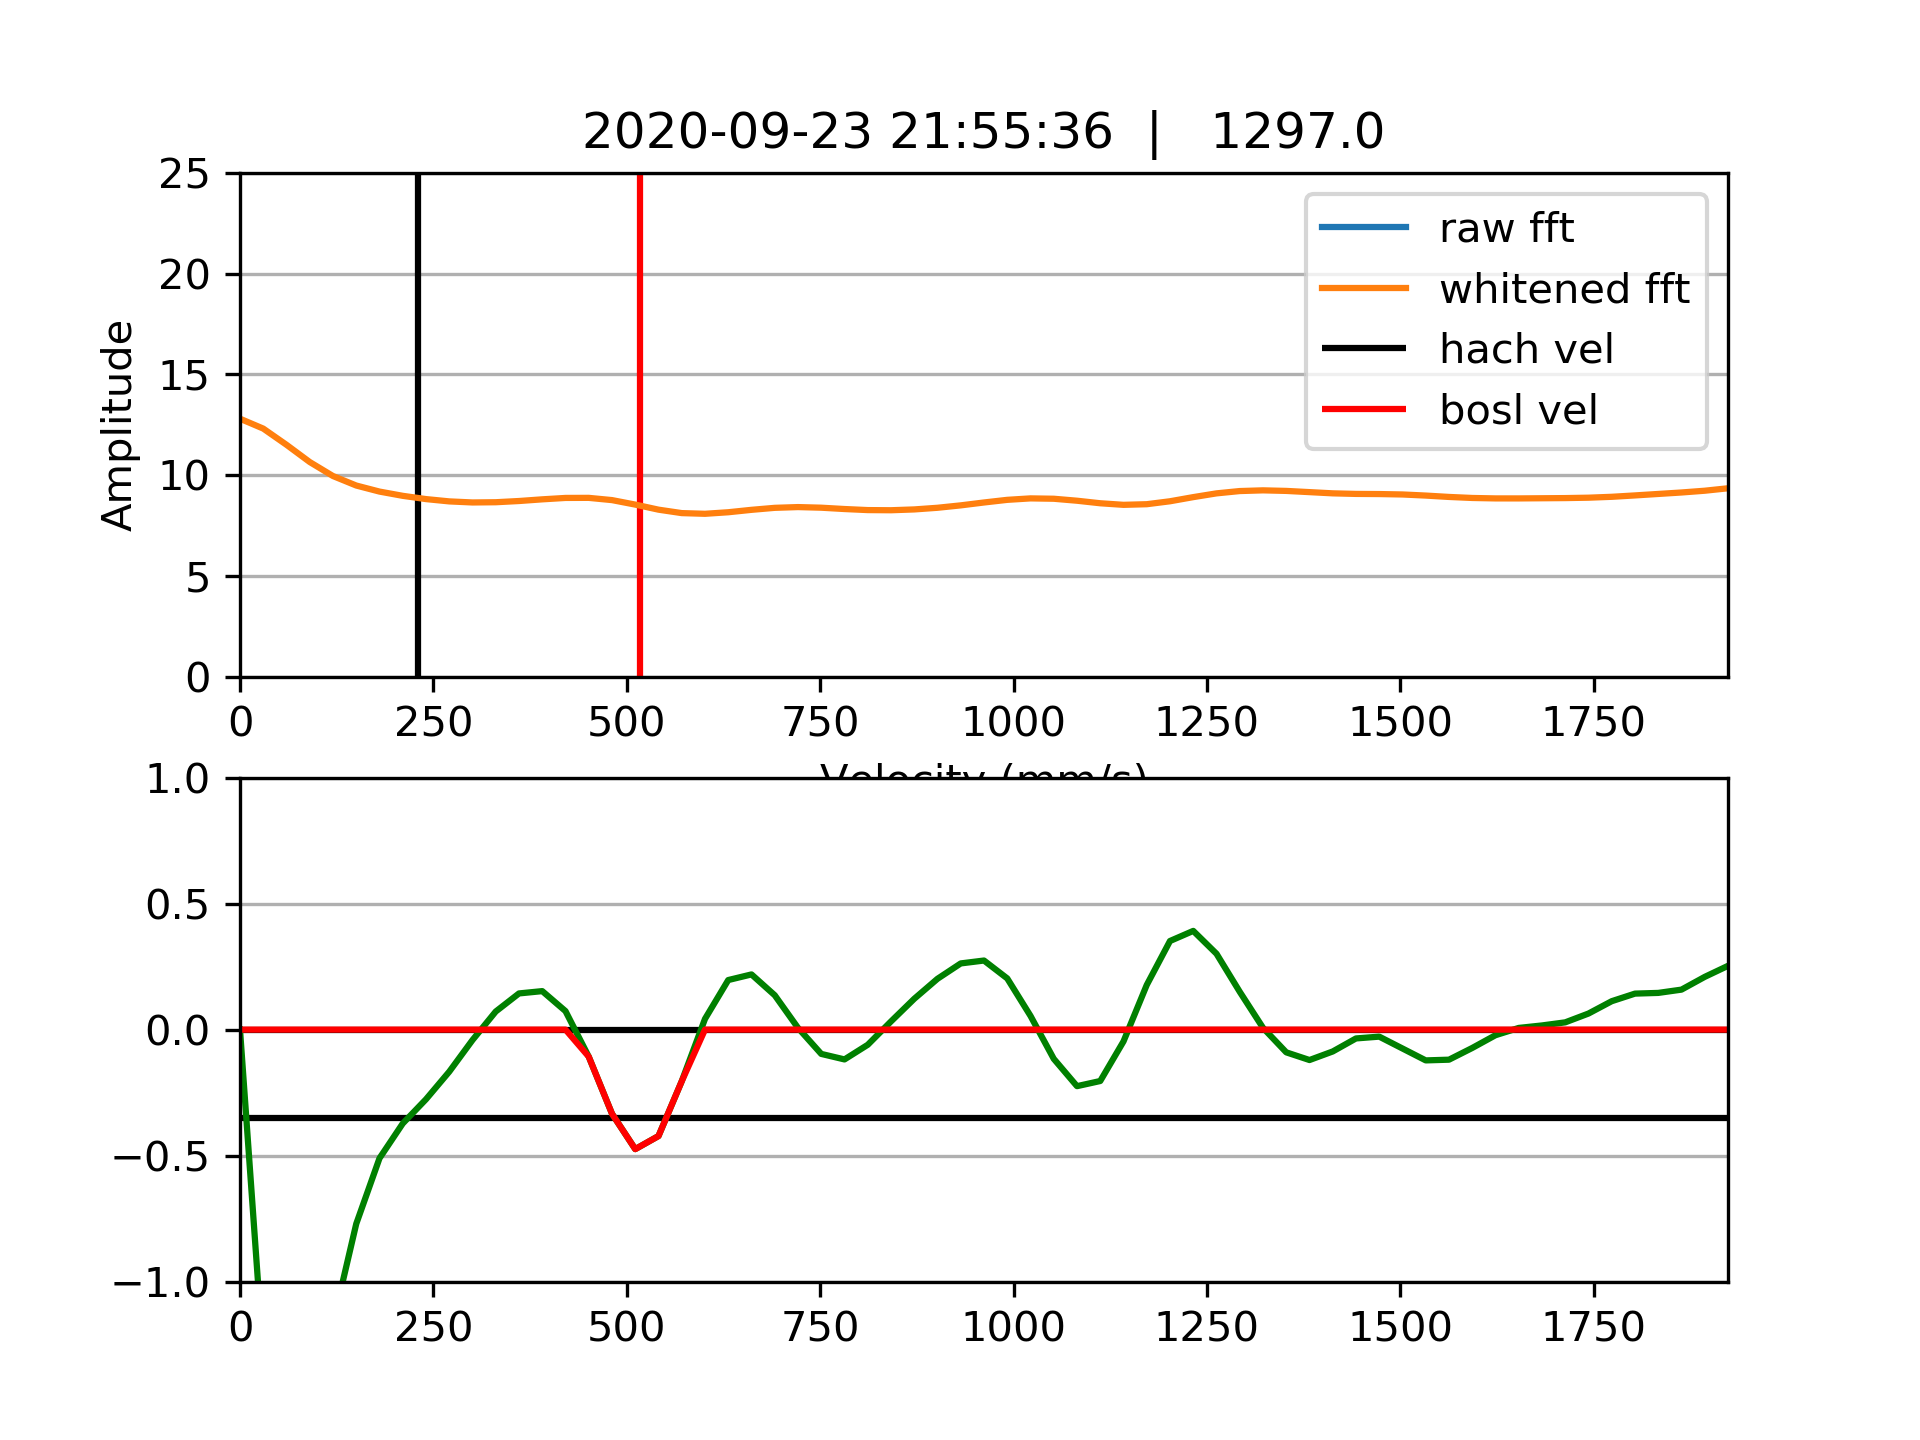 2020-09-23 21:55:36 | 1297.0
25
20
15
10
5
0
Amplitude
raw fft
whitened fft
hach vel
bosl vel
0 250 500 750 1000 1250 1500 1750
Velocity (mm/s)
1.0
0.5
0.0
−0.5
−1.0
0 250 500 750 1000 1250 1500 1750